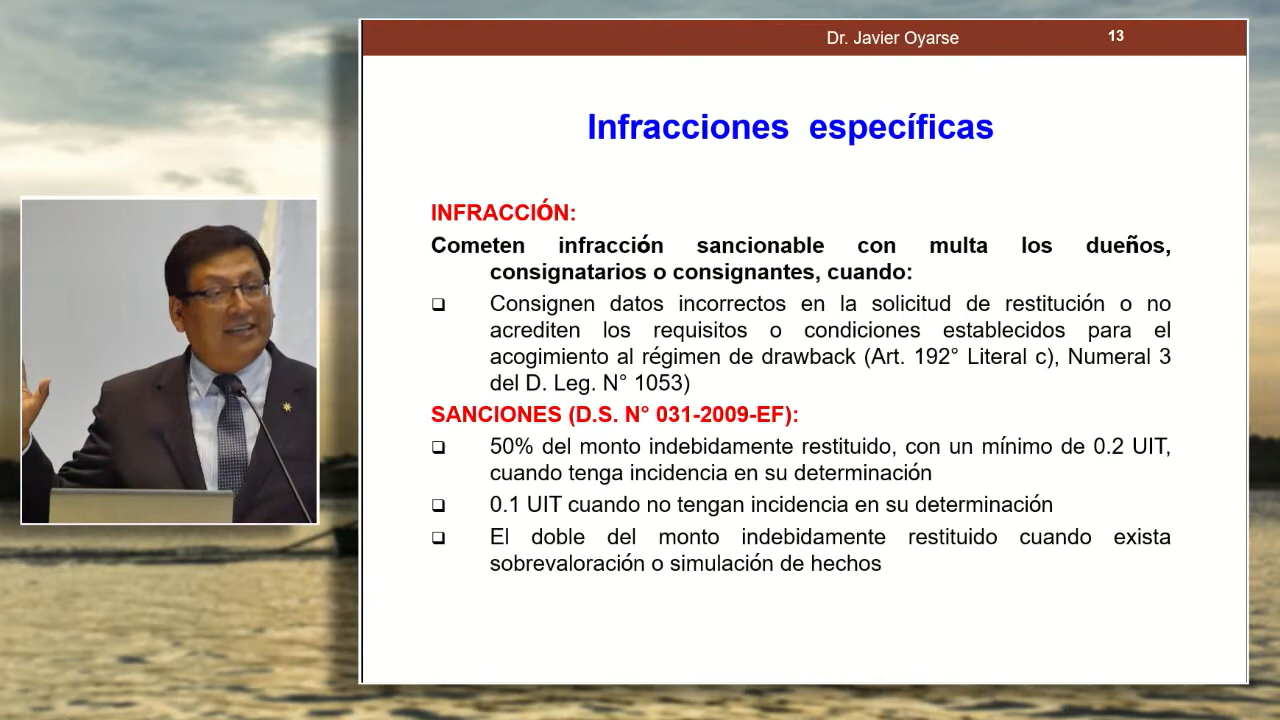 Dr. Javier Oyarse
13
Infracciones específicas
INFRACCIÓN:
Cometen infracción sancionable con multa los dueños,
consignatarios o consignantes, cuando:
❑ Consignen datos incorrectos en la solicitud de restitución o no
acrediten los requisitos o condiciones establecidos para el
acogimiento al régimen de drawback (Art. 192° Literal c), Numeral 3
del D. Leg. N° 1053)
SANCIONES (D.S. N° 031-2009-EF):
❑ 50% del monto indebidamente restituido, con un mínimo de 0.2 UIT,
cuando tenga incidencia en su determinación
❑ 0.1 UIT cuando no tengan incidencia en su determinación
❑ El doble del monto indebidamente restituido cuando exista
sobrevaloración o simulación de hechos